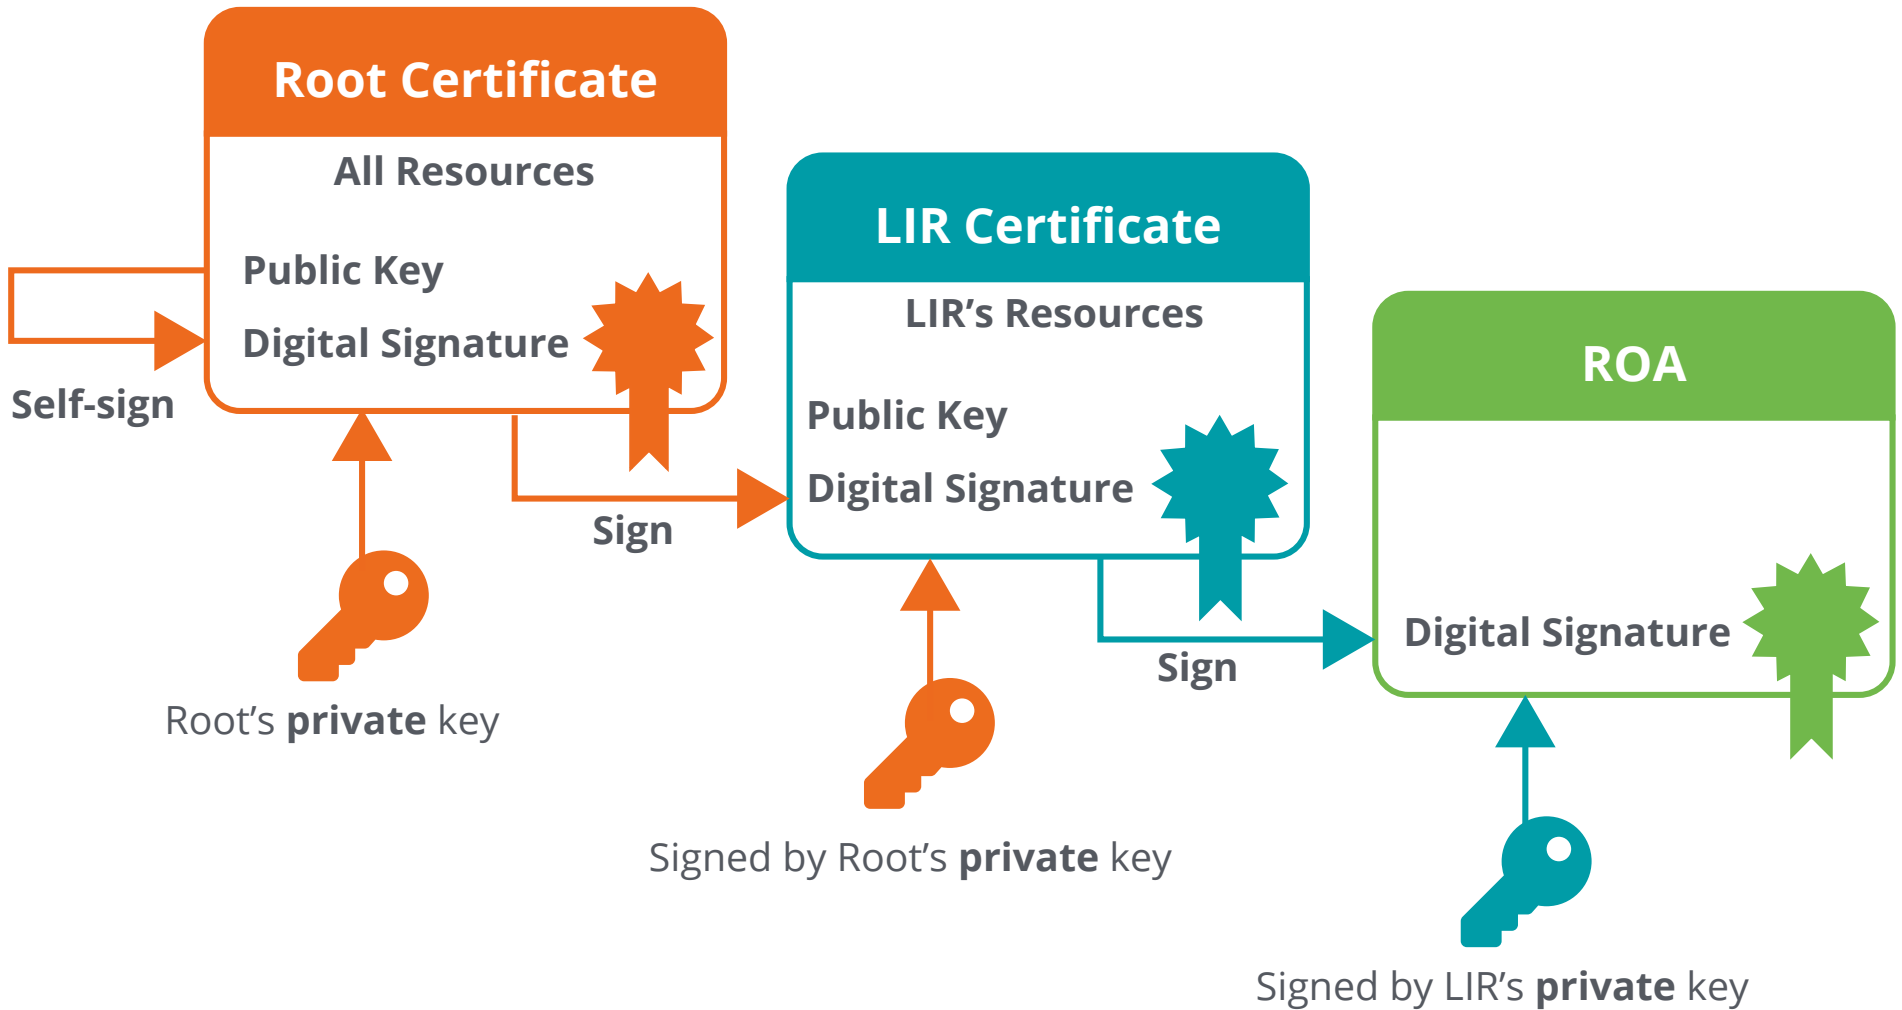 Root Certificate
All Resources
Public Key
Digital Signature
Self-sign
Root’s private key
Sign
LIR Certificate
LIR’s Resources
Public Key
Digital Signature
Signed by Root’s private key
Sign
ROA
Digital Signature
Signed by LIR’s private key